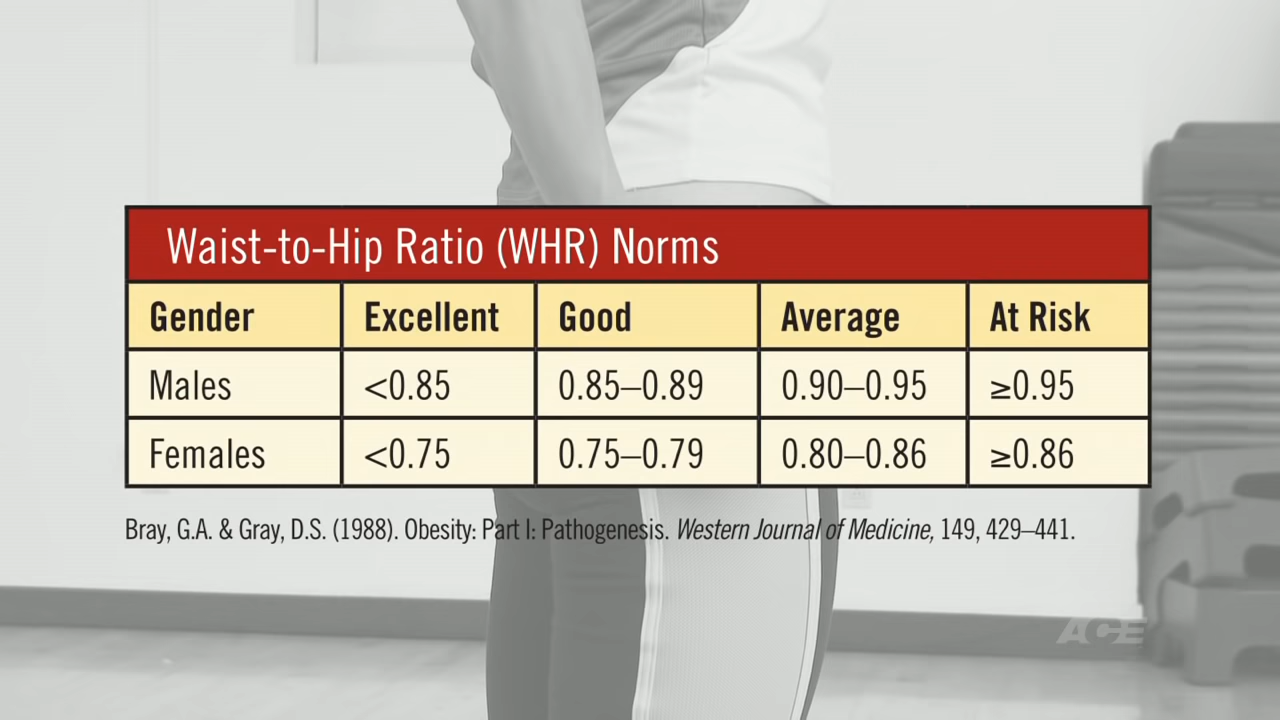 Waist-to-Hip Ratio (WHR) Norms
Gender Excellent Good Average At Risk
Males <0.85 0.85–0.89 0.90–0.95 ≥0.95
Females <0.75 0.75–0.79 0.80–0.86 ≥0.86
Bray, G.A. & Gray, D.S. (1988). Obesity: Part I: Pathogenesis. Western Journal of Medicine, 149, 429–441.
ACE